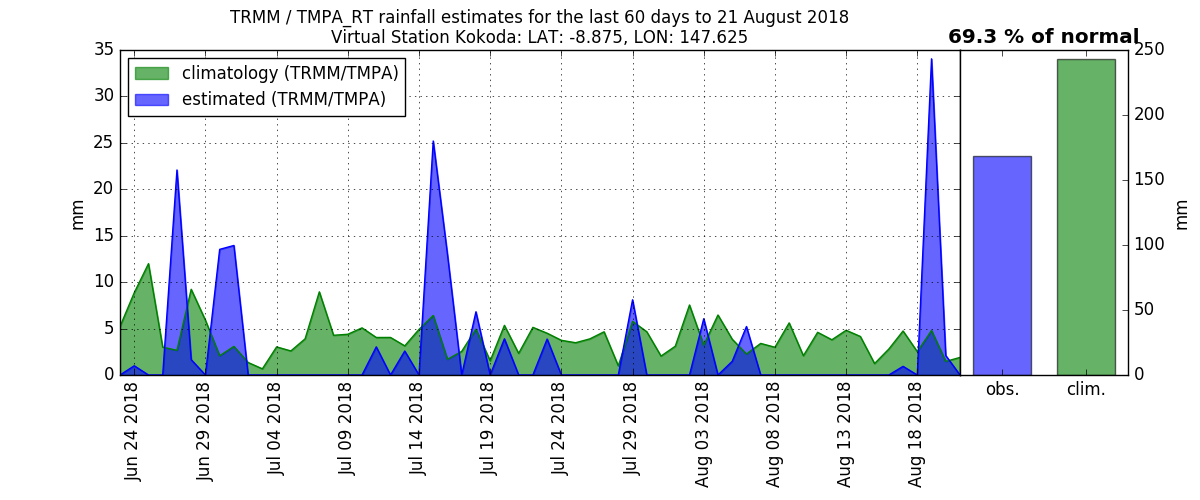 TRMM / TMPA_RT rainfall estimates for the last 60 days to 21 August 2018
Virtual Station Kokoda: LAT: -8.875, LON: 147.625
69.3 % of normal
climatology (TRMM/TMPA)
estimated (TRMM/TMPA)
35
30
25
20
15
10
5
0
mm
Jun 24 2018
Jun 29 2018
Jul 04 2018
Jul 09 2018
Jul 14 2018
Jul 19 2018
Jul 24 2018
Jul 29 2018
Aug 03 2018
Aug 08 2018
Aug 13 2018
Aug 18 2018
250
200
150
100
50
0
mm
obs.
clim.